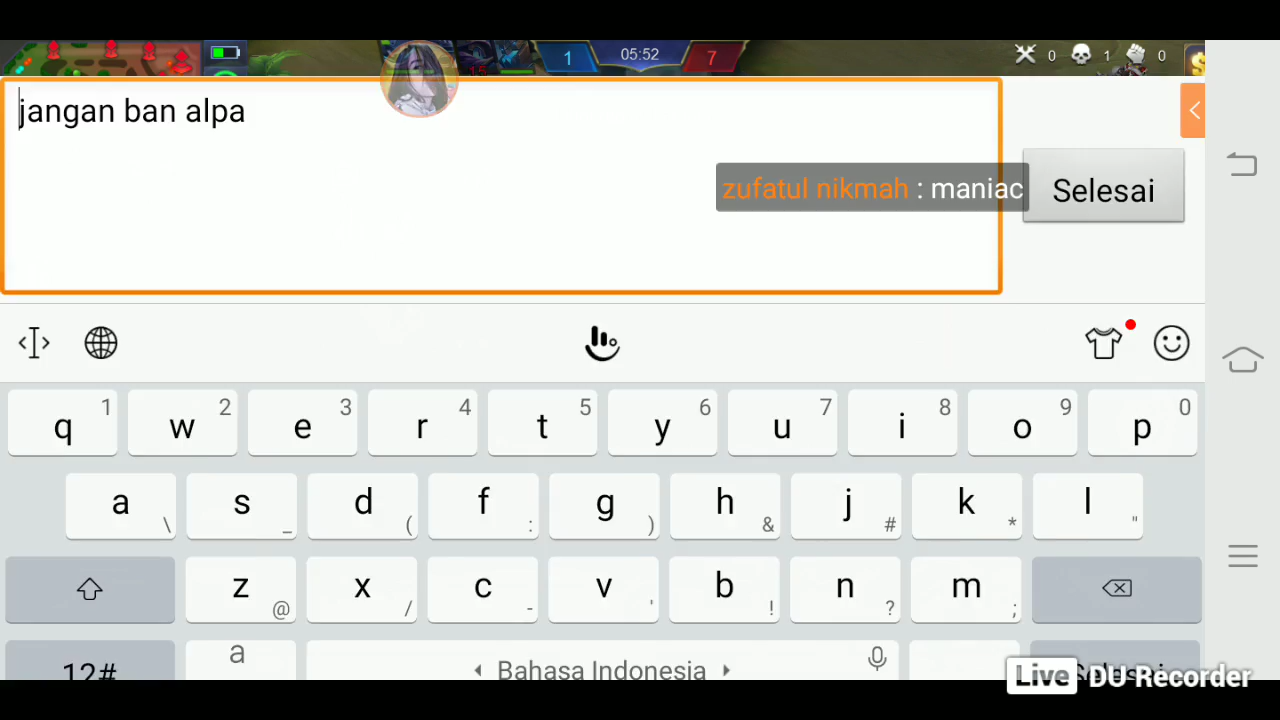 1 05:52 7 0 1 0
jangan ban alpa
zufatul nikmah : maniac
Selesai
q 1 w 2 e 3 r 4 t 5 y 6 u 7 i 8 o 9 p 0
a \ s _ d ( f : g ) h & j # k * l "
z @ x / c - v ' b ! n ? m ;
12# a Bahasa Indonesia Selesai
Live DU Recorder